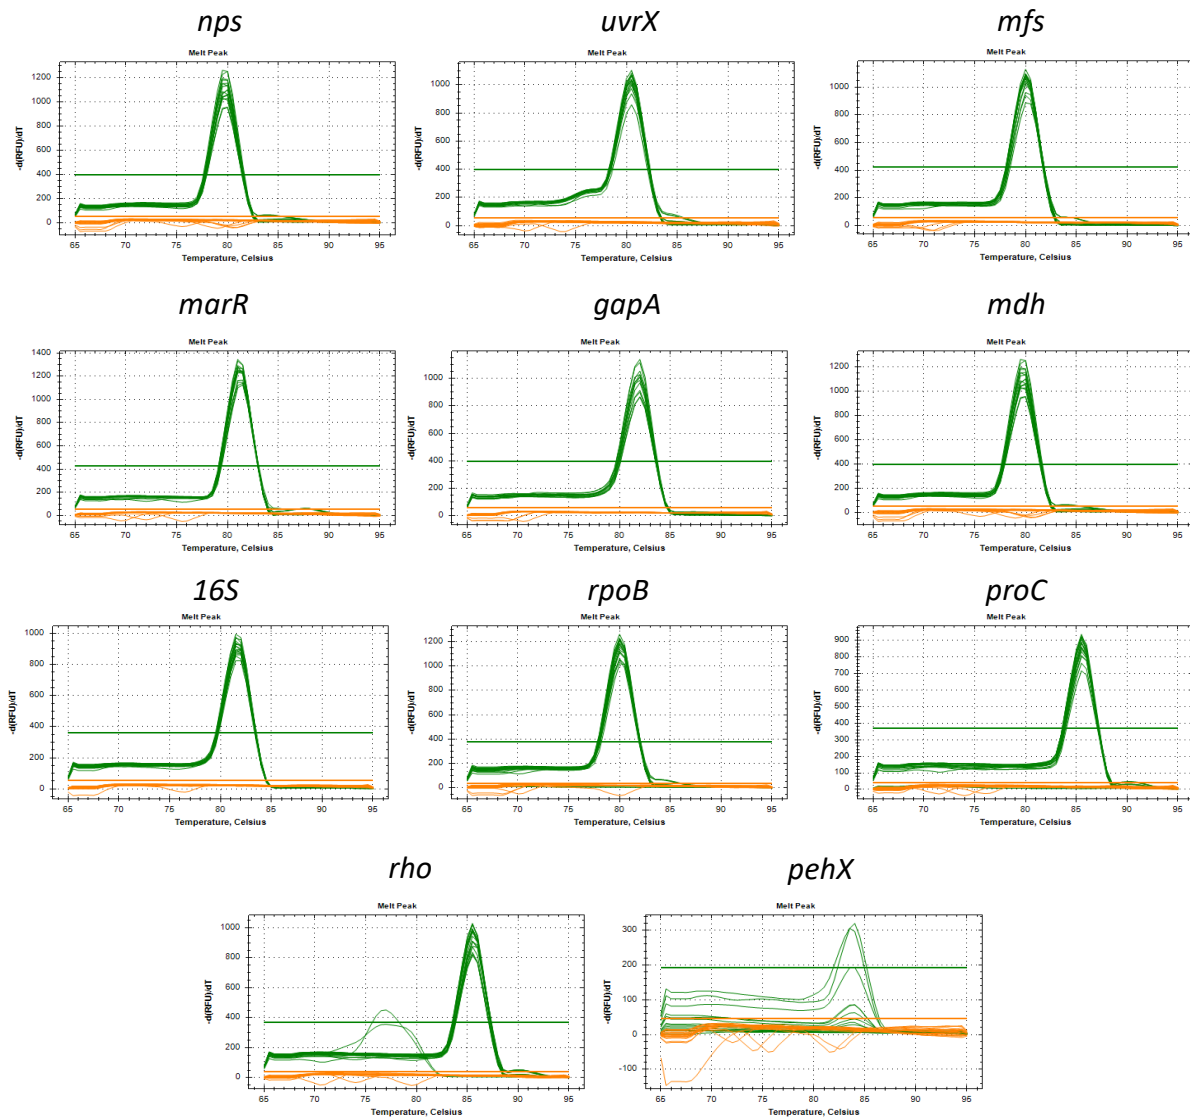 nps uvrX mfs
Melt Peak Melt Peak Melt Peak
-d(RFU)/dT -d(RFU)/dT -d(RFU)/dT
1200 1000 800 600 400 200 0
1000 800 600 400 200 0
1000 800 600 400 200 0
65 70 75 80 85 90 95 65 70 75 80 85 90 95 65 70 75 80 85 90 95
Temperature, Celsius Temperature, Celsius Temperature, Celsius
marR gapA mdh
Melt Peak Melt Peak Melt Peak
-d(RFU)/dT -d(RFU)/dT -d(RFU)/dT
1400 1200 1000 800 600 400 200 0
1000 800 600 400 200 0
1200 1000 800 600 400 200 0
65 70 75 80 85 90 95 65 70 75 80 85 90 95 65 70 75 80 85 90 95
Temperature, Celsius Temperature, Celsius Temperature, Celsius
16S rpoB proC
Melt Peak Melt Peak Melt Peak
-d(RFU)/dT -d(RFU)/dT -d(RFU)/dT
1000 800 600 400 200 0
1200 1000 800 600 400 200 0
900 800 700 600 500 400 300 200 100 0
65 70 75 80 85 90 95 65 70 75 80 85 90 95 65 70 75 80 85 90 95
Temperature, Celsius Temperature, Celsius Temperature, Celsius
rho pehX
Melt Peak Melt Peak
-d(RFU)/dT -d(RFU)/dT
1000 800 600 400 200 0
300 200 100 0 -100
65 70 75 80 85 90 95 65 70 75 80 85 90 95
Temperature, Celsius Temperature, Celsius